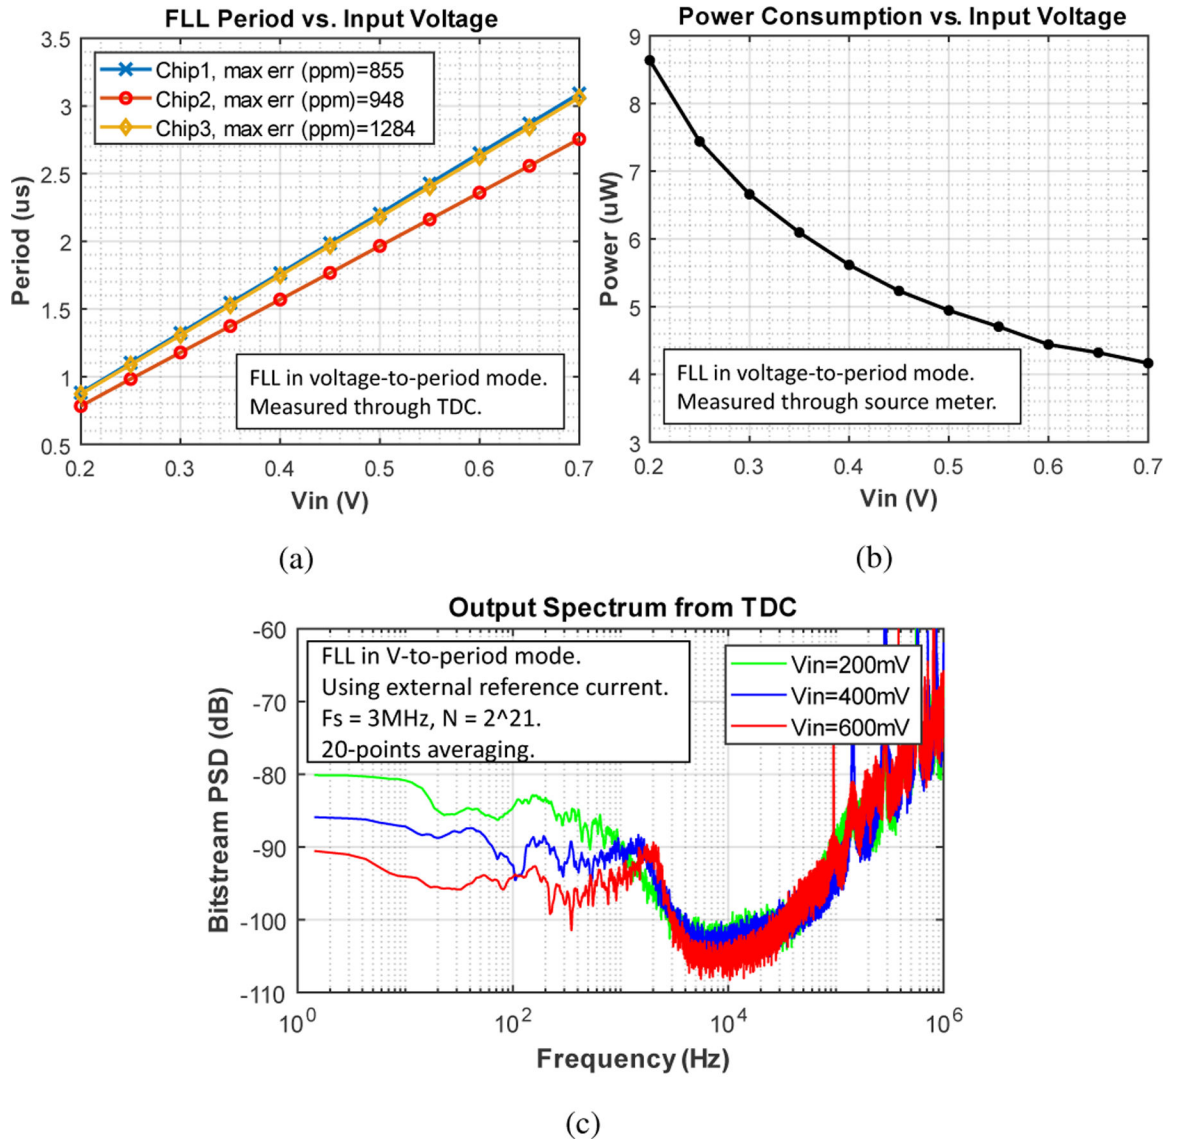 FLL Period vs. Input Voltage
3.5
3
2.5
2
1.5
1
0.5
Period (us)
Chip1, max err (ppm)=855
Chip2, max err (ppm)=948
Chip3, max err (ppm)=1284
FLL in voltage-to-period mode.
Measured through TDC.
0.2 0.3 0.4 0.5 0.6 0.7
Vin (V)
(a)
Power Consumption vs. Input Voltage
9
8
7
6
5
4
3
Power (uW)
FLL in voltage-to-period mode.
Measured through source meter.
0.2 0.3 0.4 0.5 0.6 0.7
Vin (V)
(b)
Output Spectrum from TDC
-60
-70
-80
-90
-100
-110
Bitstream PSD (dB)
FLL in V-to-period mode.
Using external reference current.
Fs = 3MHz, N = 2^21.
20-points averaging.
Vin=200mV
Vin=400mV
Vin=600mV
10^0 10^2 10^4 10^6
Frequency (Hz)
(c)